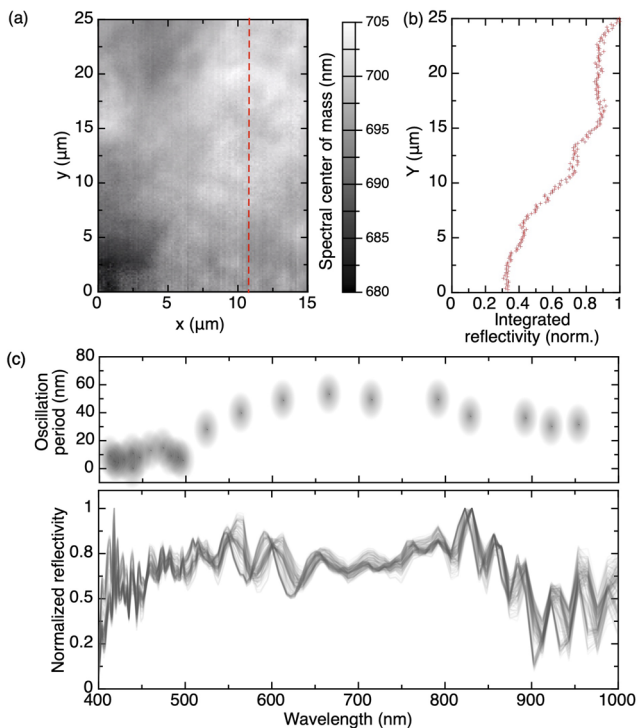 (a)
25
20
15
10
5
0
y (μm)
0
5
10
15
x (μm)
705
700
695
690
685
680
Spectral center of mass (nm)
(b)
25
20
15
10
5
0
Y (μm)
0 0.2 0.4 0.6 0.8 1
Integrated
reflectivity (norm.)
(c)
80
60
40
20
0
Oscillation
period (nm)
1
0.8
0.5
0.2
0
Normalized reflectivity
400 500 600 700 800 900 1000
Wavelength (nm)